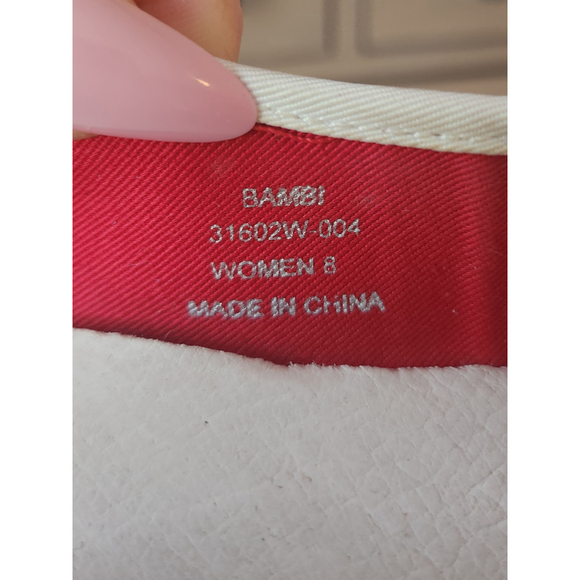 BAMBI
31602W-004
WOMEN 8
MADE IN CHINA